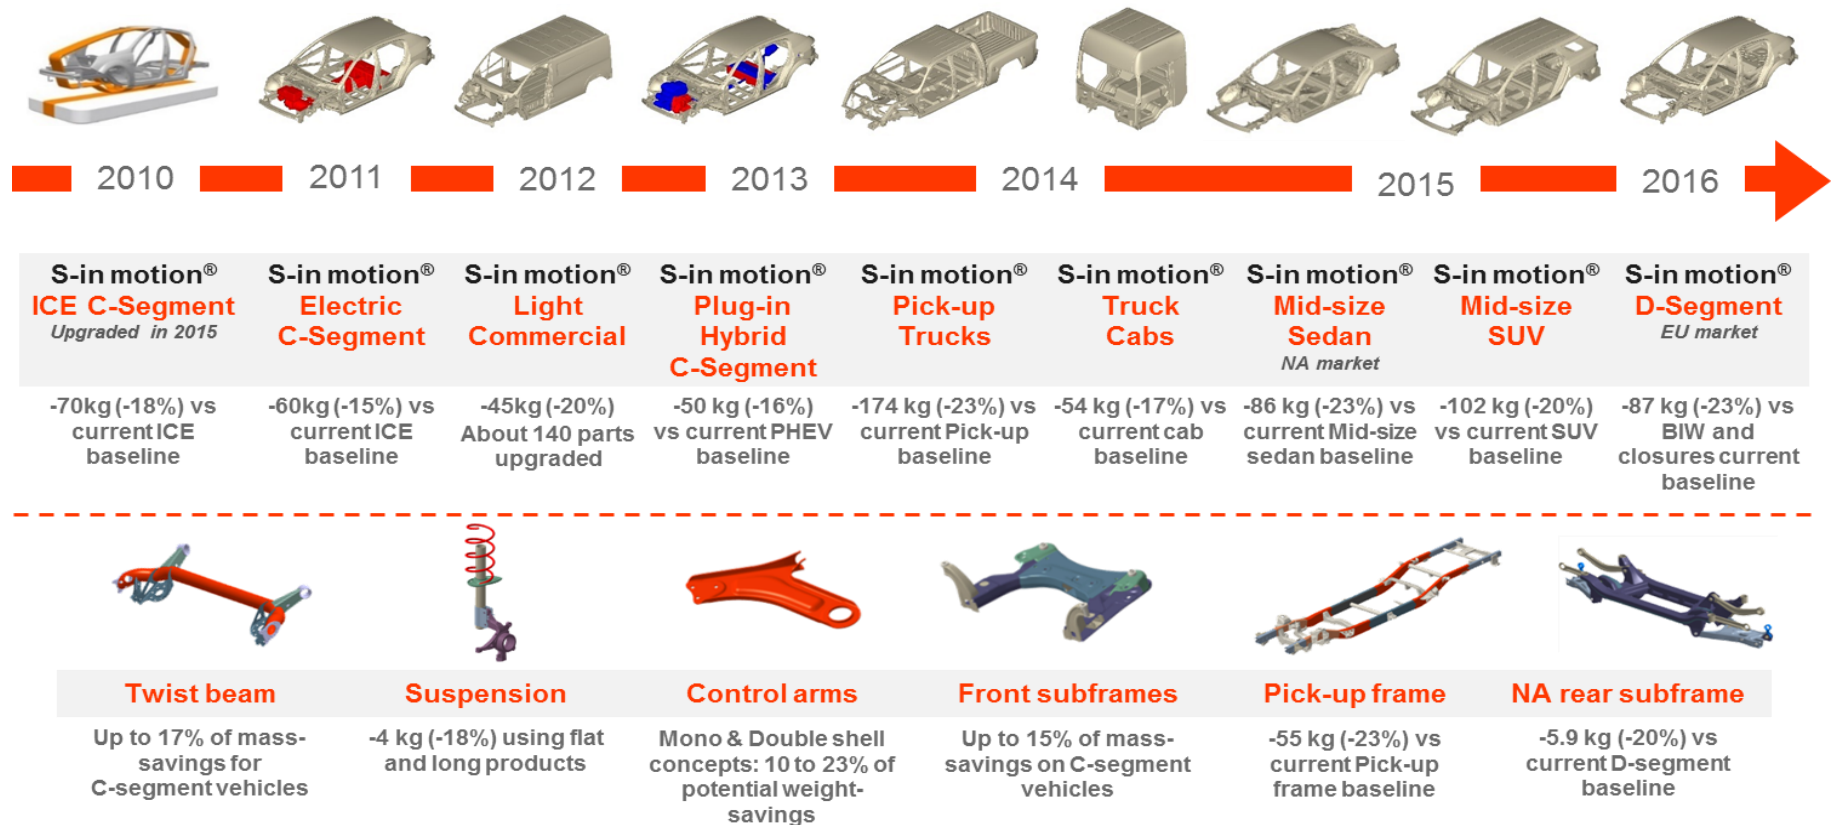 2010
2011
2012
2013
2014
2015
2016
S-in motion®
ICE C-Segment
Upgraded in 2015
S-in motion®
Electric
C-Segment
S-in motion®
Light
Commercial
S-in motion®
Plug-in
Hybrid
C-Segment
S-in motion®
Pick-up
Trucks
S-in motion®
Truck
Cabs
S-in motion®
Mid-size
Sedan
NA market
S-in motion®
Mid-size
SUV
S-in motion®
D-Segment
EU market
-70kg (-18%) vs
current ICE
baseline
-60kg (-15%) vs
current ICE
baseline
-45kg (-20%)
About 140 parts
upgraded
-50 kg (-16%)
vs current PHEV
baseline
-174 kg (-23%) vs
current Pick-up
baseline
-54 kg (-17%) vs
current cab
baseline
-86 kg (-23%) vs
current Mid-size
sedan baseline
-102 kg (-20%)
vs current SUV
baseline
-87 kg (-23%) vs
BIW and
closures current
baseline
Twist beam
Suspension
Control arms
Front subframes
Pick-up frame
NA rear subframe
Up to 17% of mass-
savings for
C-segment vehicles
-4 kg (-18%) using flat
and long products
Mono & Double shell
concepts: 10 to 23% of
potential weight-
savings
Up to 15% of mass-
savings on C-segment
vehicles
-55 kg (-23%) vs
current Pick-up
frame baseline
-5.9 kg (-20%) vs
current D-segment
baseline